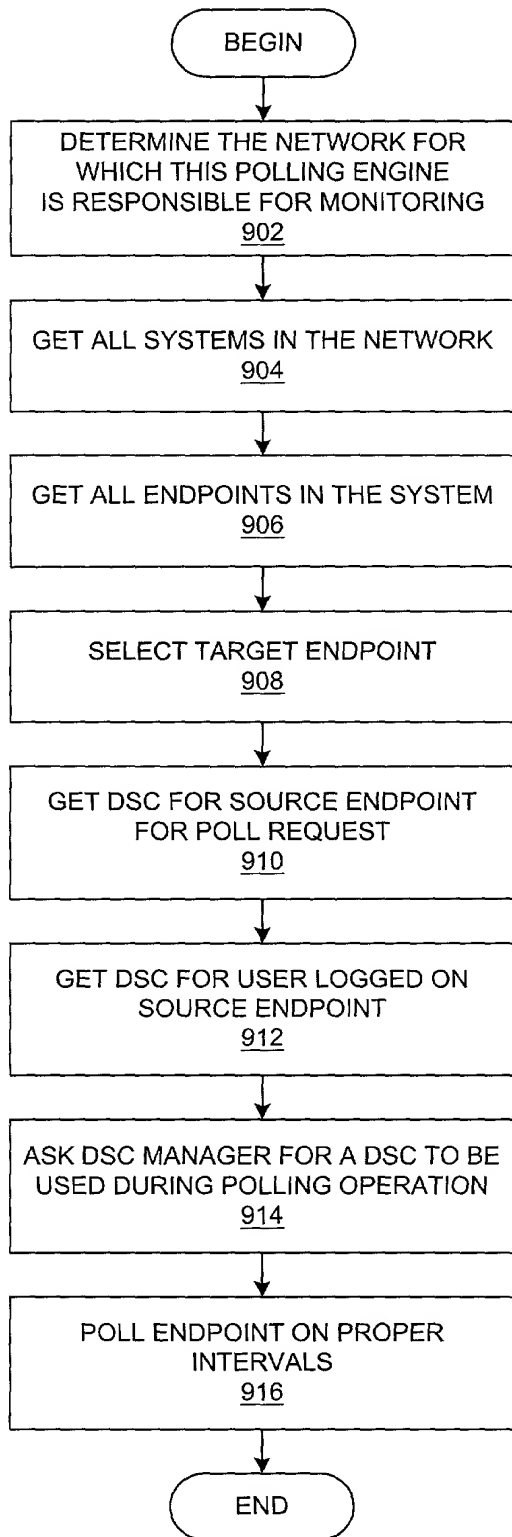 BEGIN
DETERMINE THE NETWORK FOR
WHICH THIS POLLING ENGINE
IS RESPONSIBLE FOR MONITORING
902
GET ALL SYSTEMS IN THE NETWORK
904
GET ALL ENDPOINTS IN THE SYSTEM
906
SELECT TARGET ENDPOINT
908
GET DSC FOR SOURCE ENDPOINT
FOR POLL REQUEST
910
GET DSC FOR USER LOGGED ON
SOURCE ENDPOINT
912
ASK DSC MANAGER FOR A DSC TO BE
USED DURING POLLING OPERATION
914
POLL ENDPOINT ON PROPER
INTERVALS
916
END